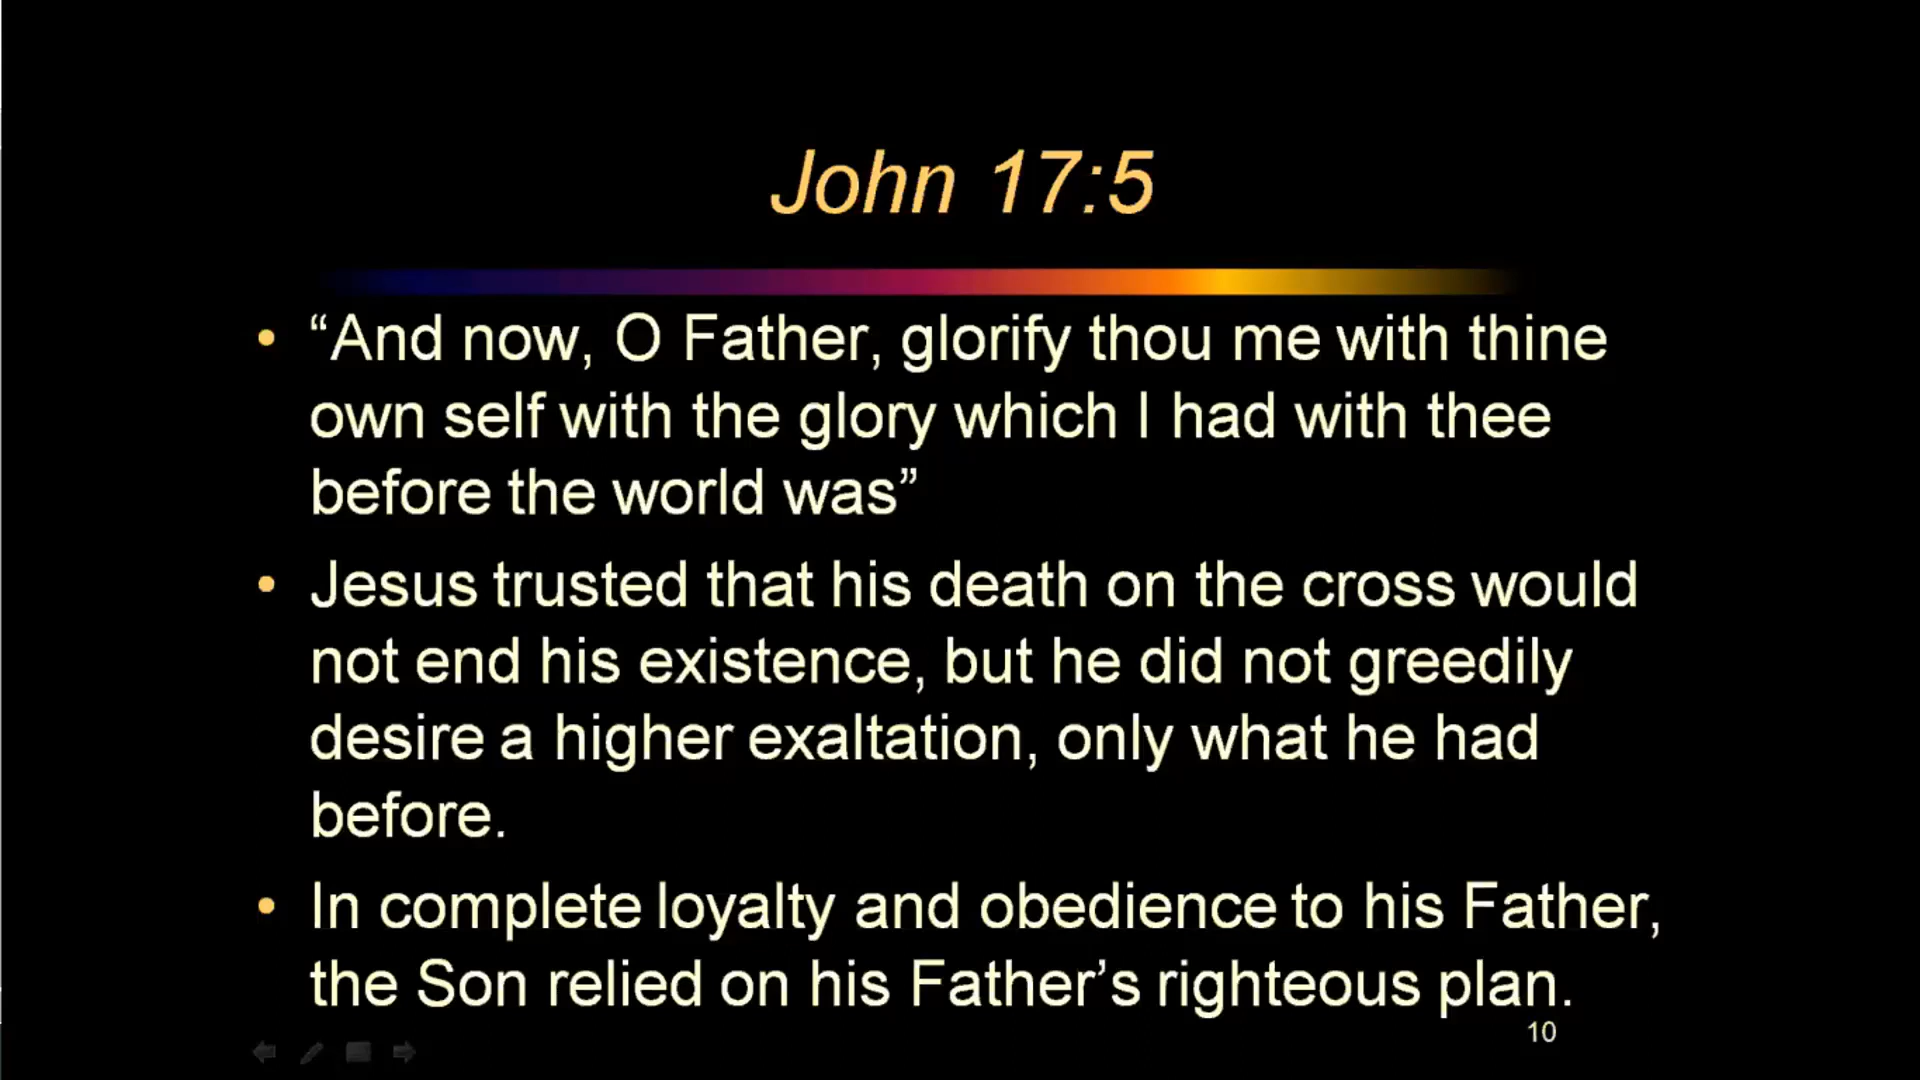 John 17:5
• “And now, O Father, glorify thou me with thine
own self with the glory which I had with thee
before the world was”
• Jesus trusted that his death on the cross would
not end his existence, but he did not greedily
desire a higher exaltation, only what he had
before.
• In complete loyalty and obedience to his Father,
the Son relied on his Father’s righteous plan.
10